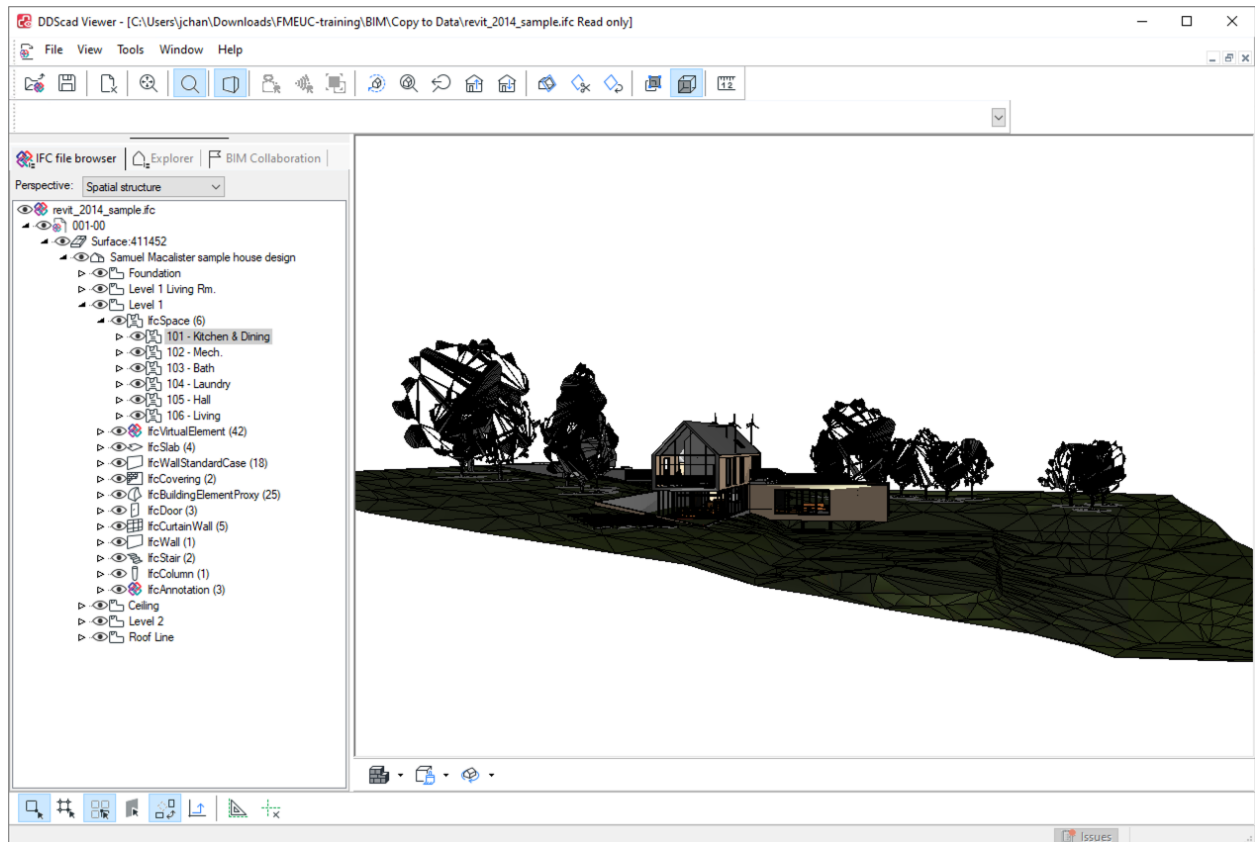 DDScad Viewer - [C:\Users\jchan\Downloads\FMEUC-training\BIM\Copy to Data\revit_2014_sample.ifc Read only]
File View Tools Window Help
IFC file browser Explorer BIM Collaboration
Perspective: Spatial structure
revit_2014_sample.ifc
001-00
Surface:411452
Samuel Macalister sample house design
Foundation
Level 1 Living Rm.
Level 1
IfcSpace (6)
101 - Kitchen & Dining
102 - Mech.
103 - Bath
104 - Laundry
105 - Hall
106 - Living
IfcVirtualElement (42)
IfcSlab (4)
IfcWallStandardCase (18)
IfcCovering (2)
IfcBuildingElementProxy (25)
IfcDoor (3)
IfcCurtainWall (5)
IfcWall (1)
IfcStair (2)
IfcColumn (1)
IfcAnnotation (3)
Ceiling
Level 2
Roof Line
Issues